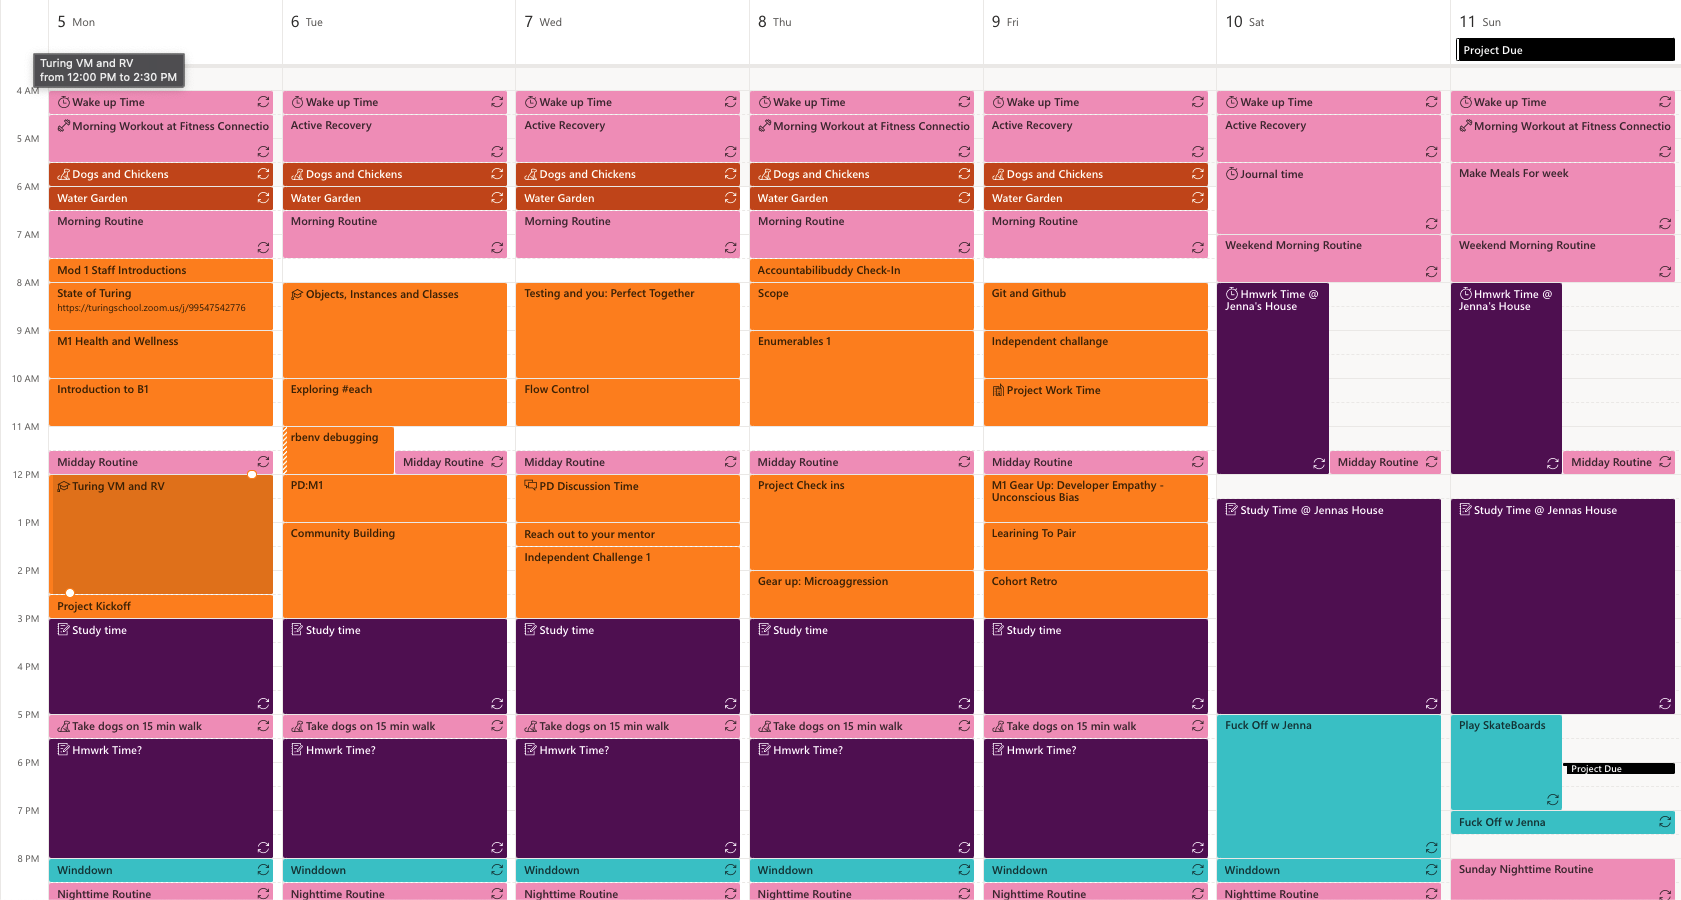 5 Mon
6 Tue
7 Wed
8 Thu
9 Fri
10 Sat
11 Sun
Project Due
Turing VM and RV
from 12:00 PM to 2:30 PM
4 AM
5 AM
6 AM
7 AM
8 AM
9 AM
10 AM
11 AM
12 PM
1 PM
2 PM
3 PM
4 PM
5 PM
6 PM
7 PM
8 PM
Wake up Time
Morning Workout at Fitness Connectio
Dogs and Chickens
Water Garden
Morning Routine
Mod 1 Staff Introductions
State of Turing
https://turingschool.zoom.us/j/99547542776
M1 Health and Wellness
Introduction to B1
Midday Routine
Turing VM and RV
Project Kickoff
Study time
Take dogs on 15 min walk
Hmwrk Time?
Winddown
Nighttime Routine
Wake up Time
Active Recovery
Dogs and Chickens
Water Garden
Morning Routine
Objects, Instances and Classes
Exploring #each
rbenv debugging
Midday Routine
PD:M1
Community Building
Study time
Take dogs on 15 min walk
Hmwrk Time?
Winddown
Nighttime Routine
Wake up Time
Active Recovery
Dogs and Chickens
Water Garden
Morning Routine
Testing and you: Perfect Together
Flow Control
Midday Routine
PD Discussion Time
Reach out to your mentor
Independent Challenge 1
Study time
Take dogs on 15 min walk
Hmwrk Time?
Winddown
Nighttime Routine
Wake up Time
Morning Workout at Fitness Connectio
Dogs and Chickens
Water Garden
Morning Routine
Accountabilibuddy Check-In
Scope
Enumerables 1
Midday Routine
Project Check ins
Gear up: Microaggression
Study time
Take dogs on 15 min walk
Hmwrk Time?
Winddown
Nighttime Routine
Wake up Time
Active Recovery
Dogs and Chickens
Water Garden
Morning Routine
Git and Github
Independent challange
Project Work Time
Midday Routine
M1 Gear Up: Developer Empathy -
Unconscious Bias
Learining To Pair
Cohort Retro
Study time
Take dogs on 15 min walk
Hmwrk Time?
Winddown
Nighttime Routine
Wake up Time
Active Recovery
Journal time
Weekend Morning Routine
Hmwrk Time @
Jenna's House
Midday Routine
Study Time @ Jennas House
Fuck Off w Jenna
Winddown
Nighttime Routine
Wake up Time
Morning Workout at Fitness Connectio
Make Meals For week
Weekend Morning Routine
Hmwrk Time @
Jenna's House
Midday Routine
Study Time @ Jennas House
Play SkateBoards
Project Due
Fuck Off w Jenna
Sunday Nighttime Routine